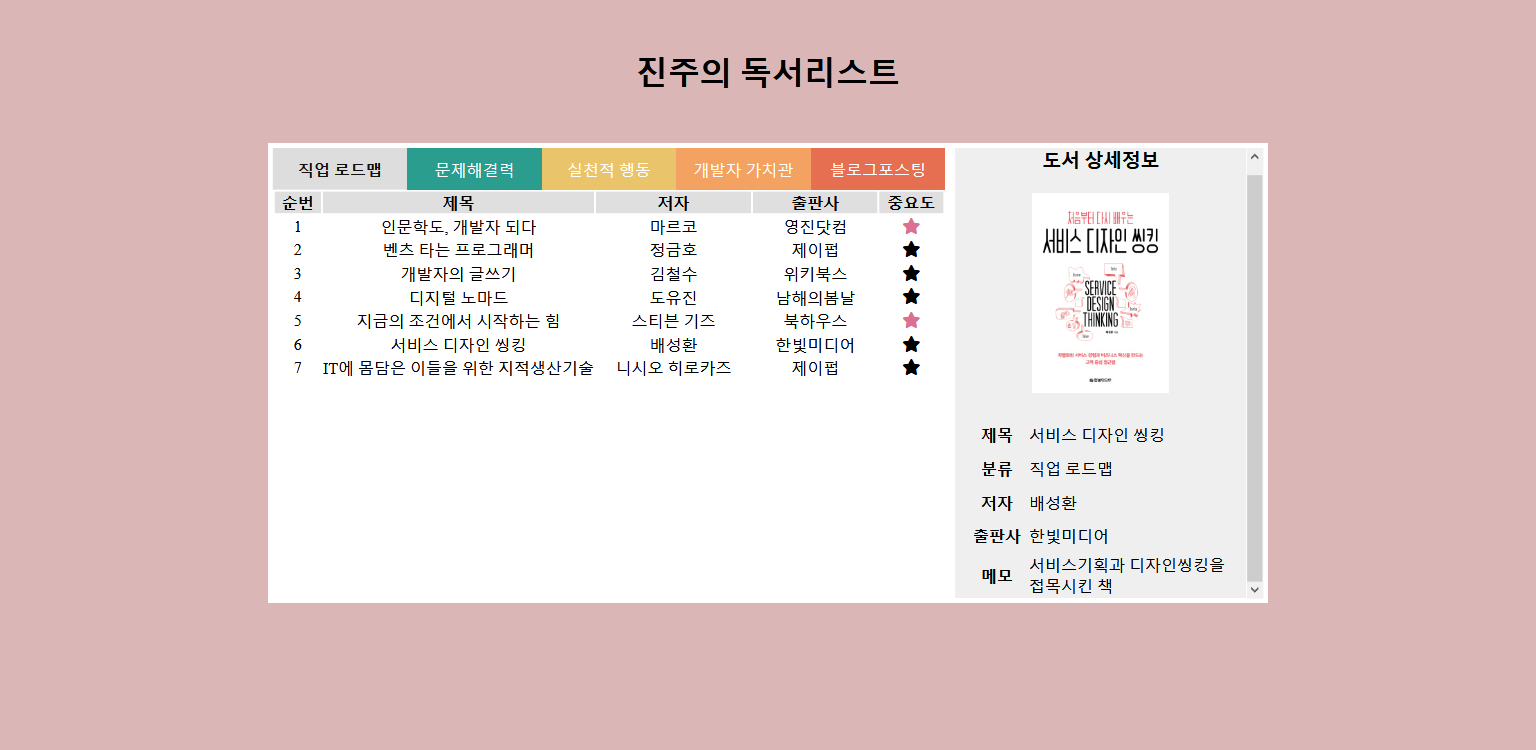 진주의 독서리스트
직업 로드맵 문제해결력 실천적 행동 개발자 가치관 블로그포스팅
순번 제목 저자 출판사 중요도
1 인문학도, 개발자 되다 마르코 영진닷컴
2 벤츠 타는 프로그래머 정금호 제이펍
3 개발자의 글쓰기 김철수 위키북스
4 디지털 노마드 도유진 남해의봄날
5 지금의 조건에서 시작하는 힘 스티븐 기즈 북하우스
6 서비스 디자인 씽킹 배성환 한빛미디어
7 IT에 몸담은 이들을 위한 지적생산기술 니시오 히로카즈 제이펍
도서 상세정보
처음부터 다시 배우는
서비스 디자인 씽킹
SERVICE
DESIGN
THINKING
제목 서비스 디자인 씽킹
분류 직업 로드맵
저자 배성환
출판사 한빛미디어
메모 서비스기획과 디자인씽킹을
접목시킨 책